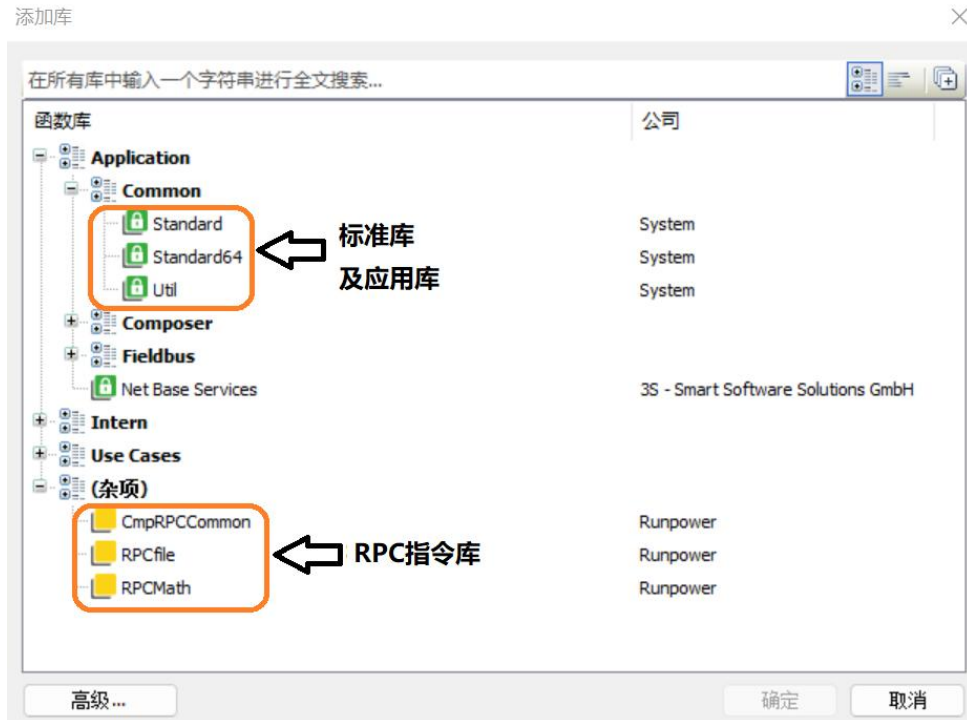 添加库
在所有库中输入一个字符串进行全文搜索...
函数库 公司
Application
Common
Standard System
Standard64 System
Util System
标准库
及应用库
Composer
Fieldbus
Net Base Services 3S - Smart Software Solutions GmbH
Intern
Use Cases
(杂项)
CmpRPCCommon Runpower
RPCfile Runpower
RPCMath Runpower
RPC指令库
高级... 确定 取消